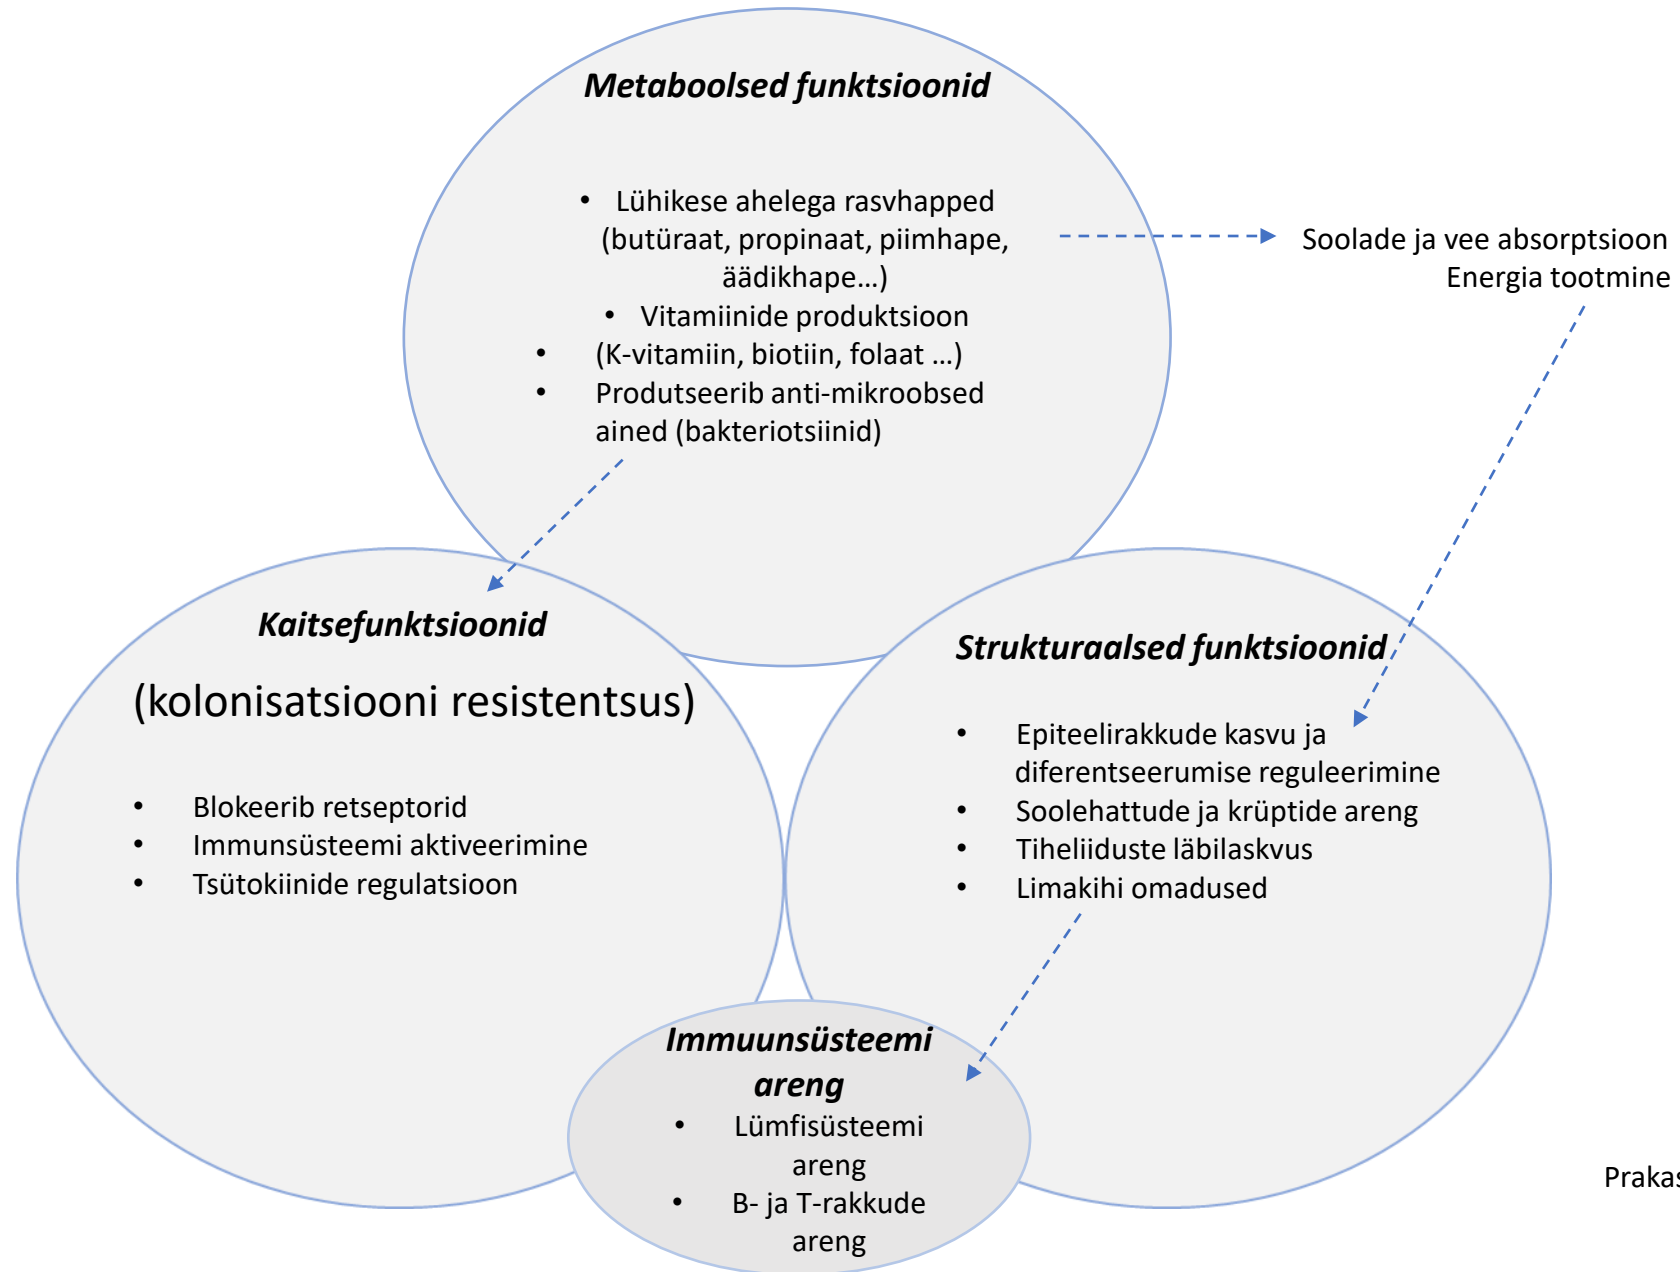 Metaboolsed funktsioonid
• Lühikese ahelega rasvhapped
(butüraat, propinaat, piimhape,
äädikhape…)
• Vitamiinide produktsioon
• (K-vitamiin, biotiin, folaat …)
• Produtseerib anti-mikroobsed
ained (bakteriotsiinid)
Soolade ja vee absorptsioon
Energia tootmine
Kaitsefunktsioonid
(kolonisatsiooni resistentsus)
• Blokeerib retseptorid
• Immunsüsteemi aktiveerimine
• Tsütokiinide regulatsioon
Strukturaalsed funktsioonid
• Epiteelirakkude kasvu ja
diferentseerumise reguleerimine
• Soolehattude ja krüptide areng
• Tiheliiduste läbilaskvus
• Limakihi omadused
Immuunsüsteemi
areng
• Lümfisüsteemi
areng
• B- ja T-rakkude
areng
Prakas